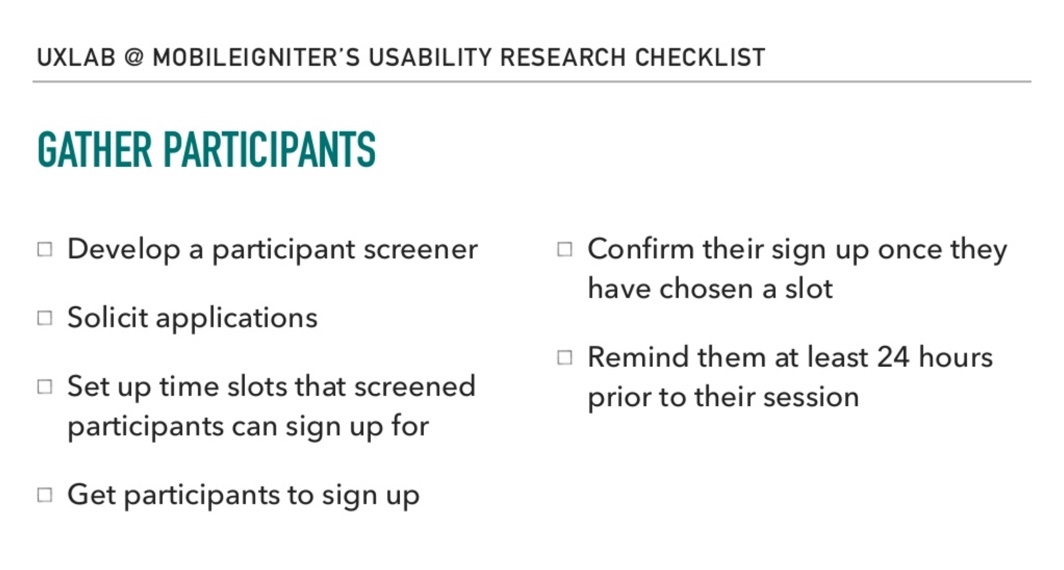 UXLAB @ MOBILEIGNITER’S USABILITY RESEARCH CHECKLIST
GATHER PARTICIPANTS
Develop a participant screener
Solicit applications
Set up time slots that screened
participants can sign up for
Get participants to sign up
Confirm their sign up once they
have chosen a slot
Remind them at least 24 hours
prior to their session